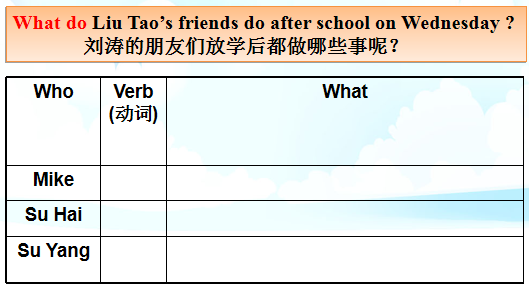 What do Liu Tao's friends do after school on Wednesday ?
刘涛的朋友们放学后都做哪些事呢？
Who Verb What
(动词)
Mike
Su Hai
Su Yang